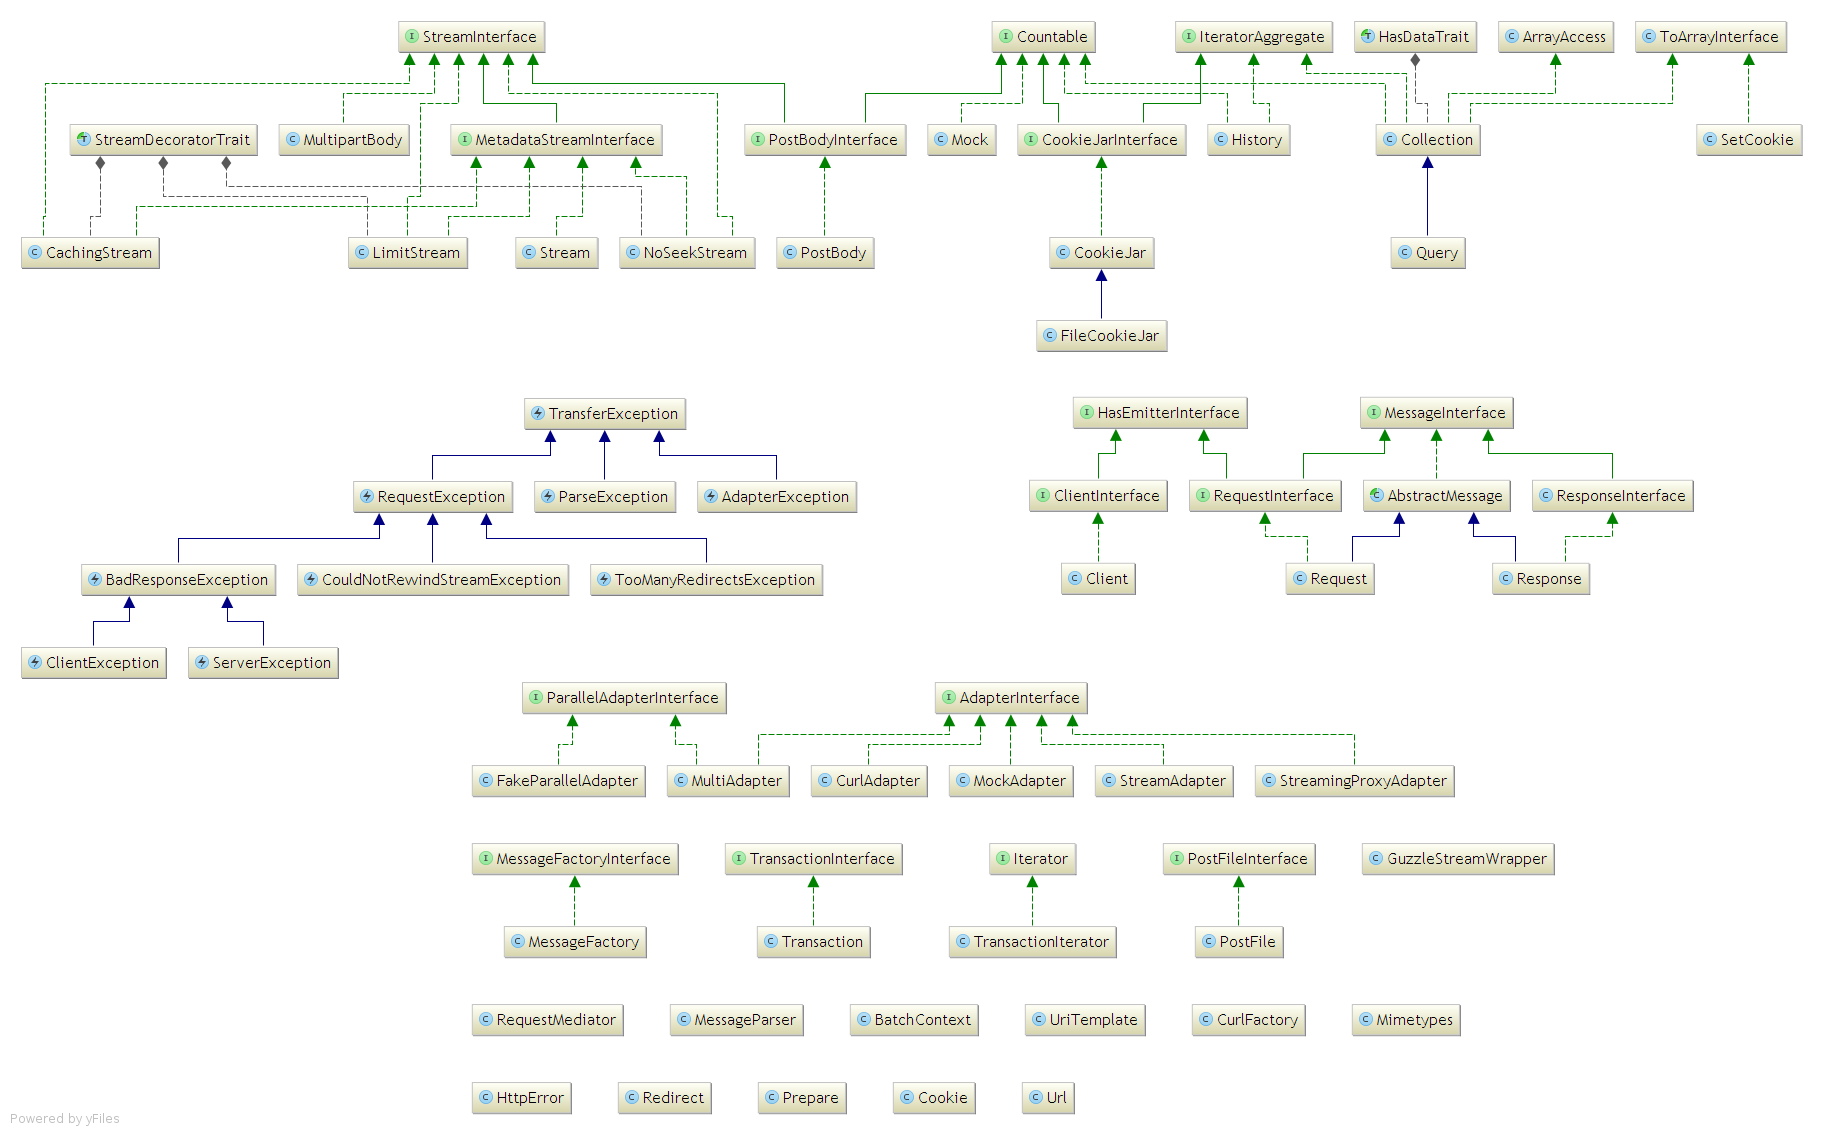 StreamInterface
Countable
IteratorAggregate
HasDataTrait
ArrayAccess
ToArrayInterface
StreamDecoratorTrait
MultipartBody
MetadataStreamInterface
PostBodyInterface
Mock
CookieJarInterface
History
Collection
SetCookie
CachingStream
LimitStream
Stream
NoSeekStream
PostBody
CookieJar
Query
FileCookieJar
TransferException
HasEmitterInterface
MessageInterface
RequestException
ParseException
AdapterException
ClientInterface
RequestInterface
AbstractMessage
ResponseInterface
BadResponseException
CouldNotRewindStreamException
TooManyRedirectsException
Client
Request
Response
ClientException
ServerException
ParallelAdapterInterface
AdapterInterface
FakeParallelAdapter
MultiAdapter
CurlAdapter
MockAdapter
StreamAdapter
StreamingProxyAdapter
MessageFactoryInterface
TransactionInterface
Iterator
PostFileInterface
GuzzleStreamWrapper
MessageFactory
Transaction
TransactionIterator
PostFile
RequestMediator
MessageParser
BatchContext
UriTemplate
CurlFactory
Mimetypes
HttpError
Redirect
Prepare
Cookie
Url
Powered by yFiles